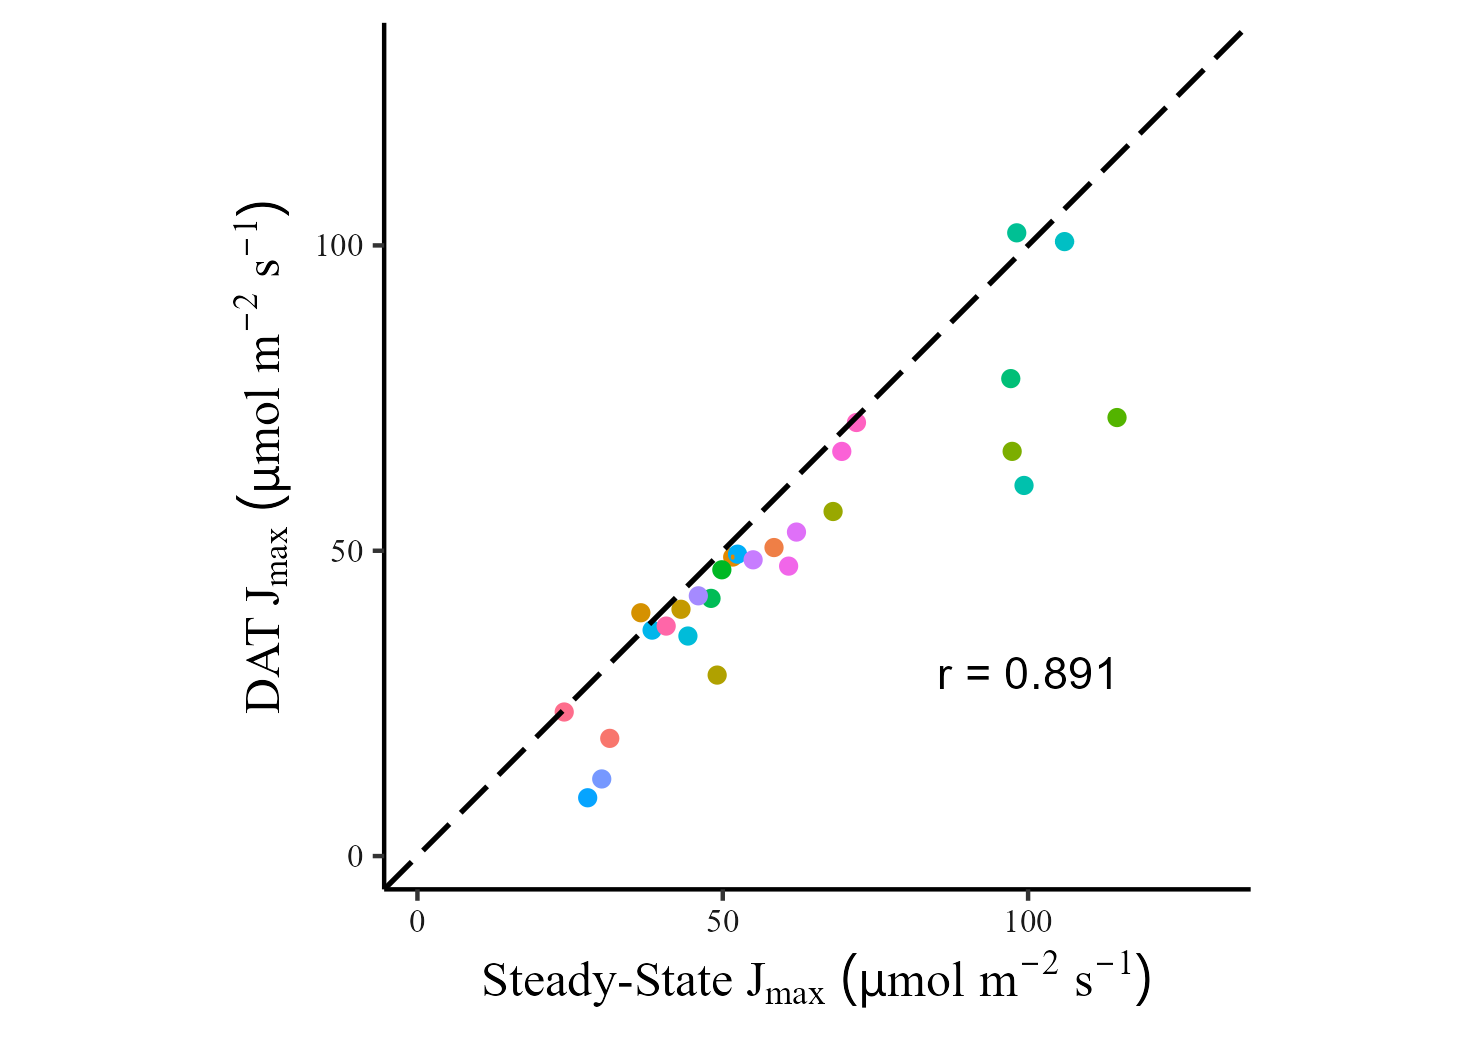 100
50
0
DAT Jmax (μmol m−2 s−1)
r = 0.891
0 50 100
Steady-State Jmax (μmol m−2 s−1)